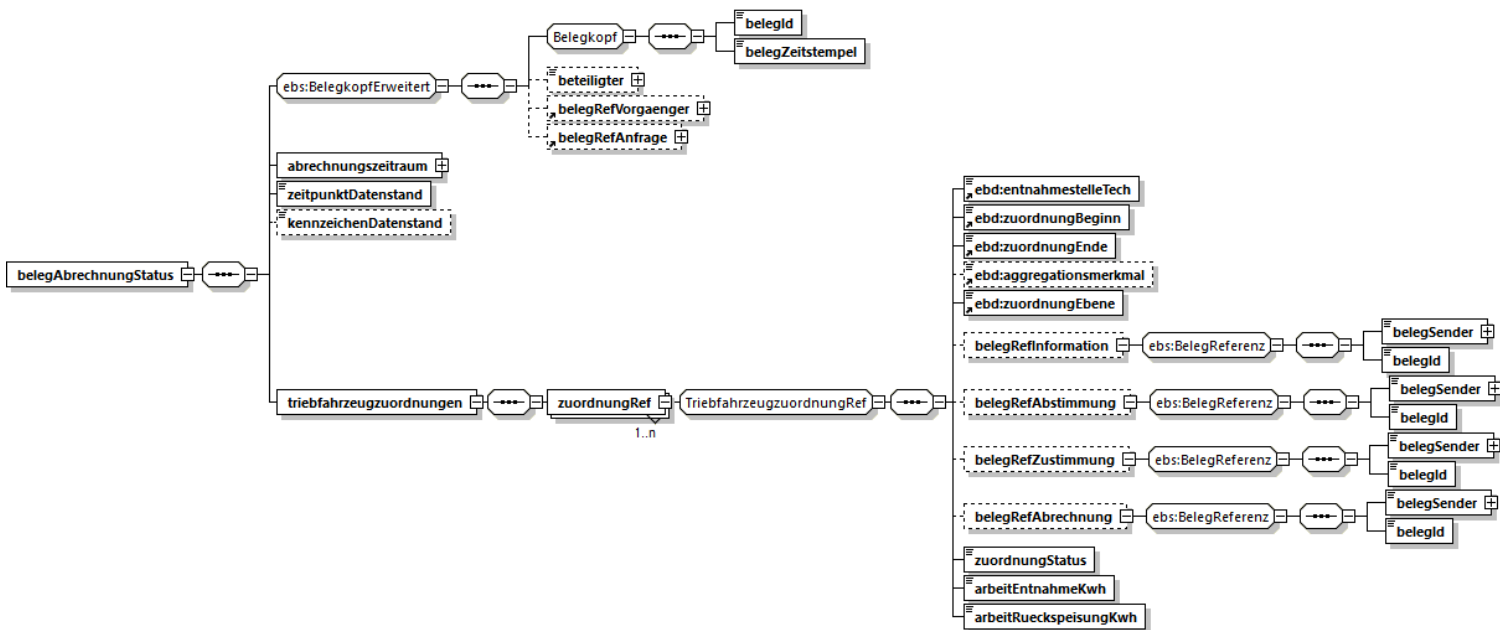 belegAbrechnungStatus
ebs:BelegkopfErweitert
Belegkopf
belegId
belegZeitstempel
beteiligter
belegRefVorgaenger
belegRefAnfrage
abrechnungszeitraum
zeitpunktDatenstand
kennzeichenDatenstand
triebfahrzeugzuordnungen
zuordnungRef
1..n
TriebfahrzeugzuordnungRef
ebd:entnahmestelleTech
ebd:zuordnungBeginn
ebd:zuordnungEnde
ebd:aggregationsmerkmal
ebd:zuordnungEbene
belegRefInformation
ebs:BelegReferenz
belegSender
belegId
belegRefAbstimmung
ebs:BelegReferenz
belegSender
belegId
belegRefZustimmung
ebs:BelegReferenz
belegSender
belegId
belegRefAbrechnung
ebs:BelegReferenz
belegSender
belegId
zuordnungStatus
arbeitEntnahmeKwh
arbeitRueckspeisungKwh